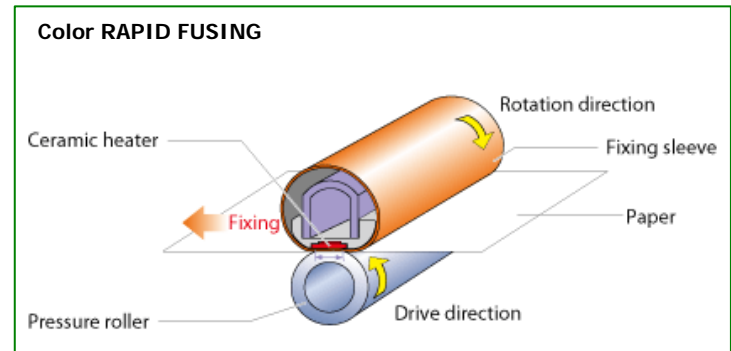 Color RAPID FUSING
Rotation direction
Ceramic heater
Fixing sleeve
Fixing
Paper
Drive direction
Pressure roller